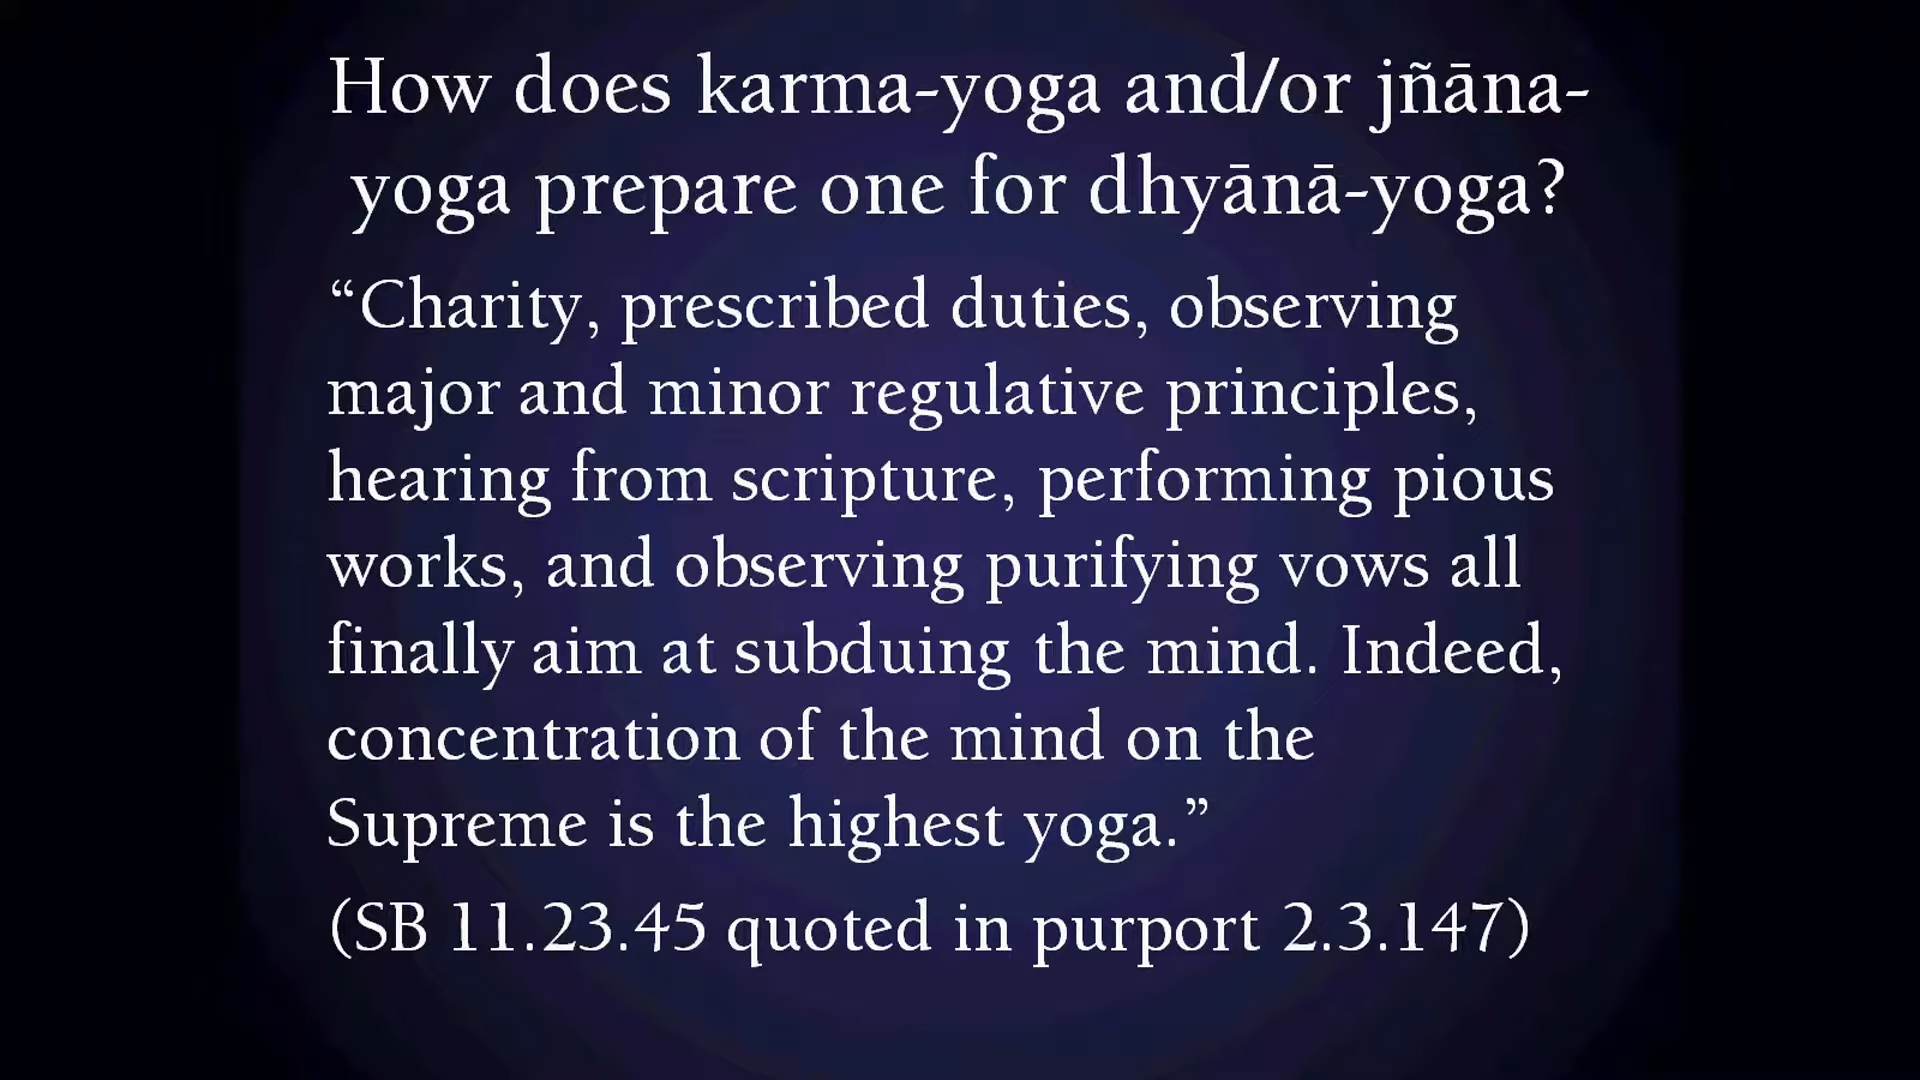 How does karma-yoga and/or jñāna-
yoga prepare one for dhyānā-yoga?
“Charity, prescribed duties, observing
major and minor regulative principles,
hearing from scripture, performing pious
works, and observing purifying vows all
finally aim at subduing the mind. Indeed,
concentration of the mind on the
Supreme is the highest yoga.”
(SB 11.23.45 quoted in purport 2.3.147)